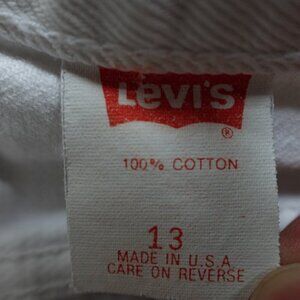 LEVI'S
®
100% COTTON
13
MADE IN U.S.A
CARE ON REVERSE